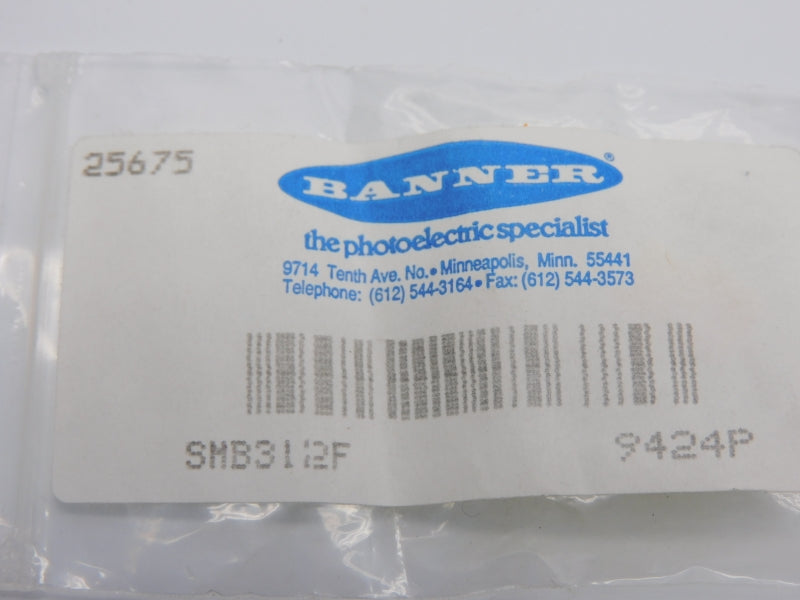 25675
BANNER®
the photoelectric specialist
9714 Tenth Ave. No. • Minneapolis, Minn. 55441
Telephone: (612) 544-3164 • Fax: (612) 544-3573
SMB312F
9424P